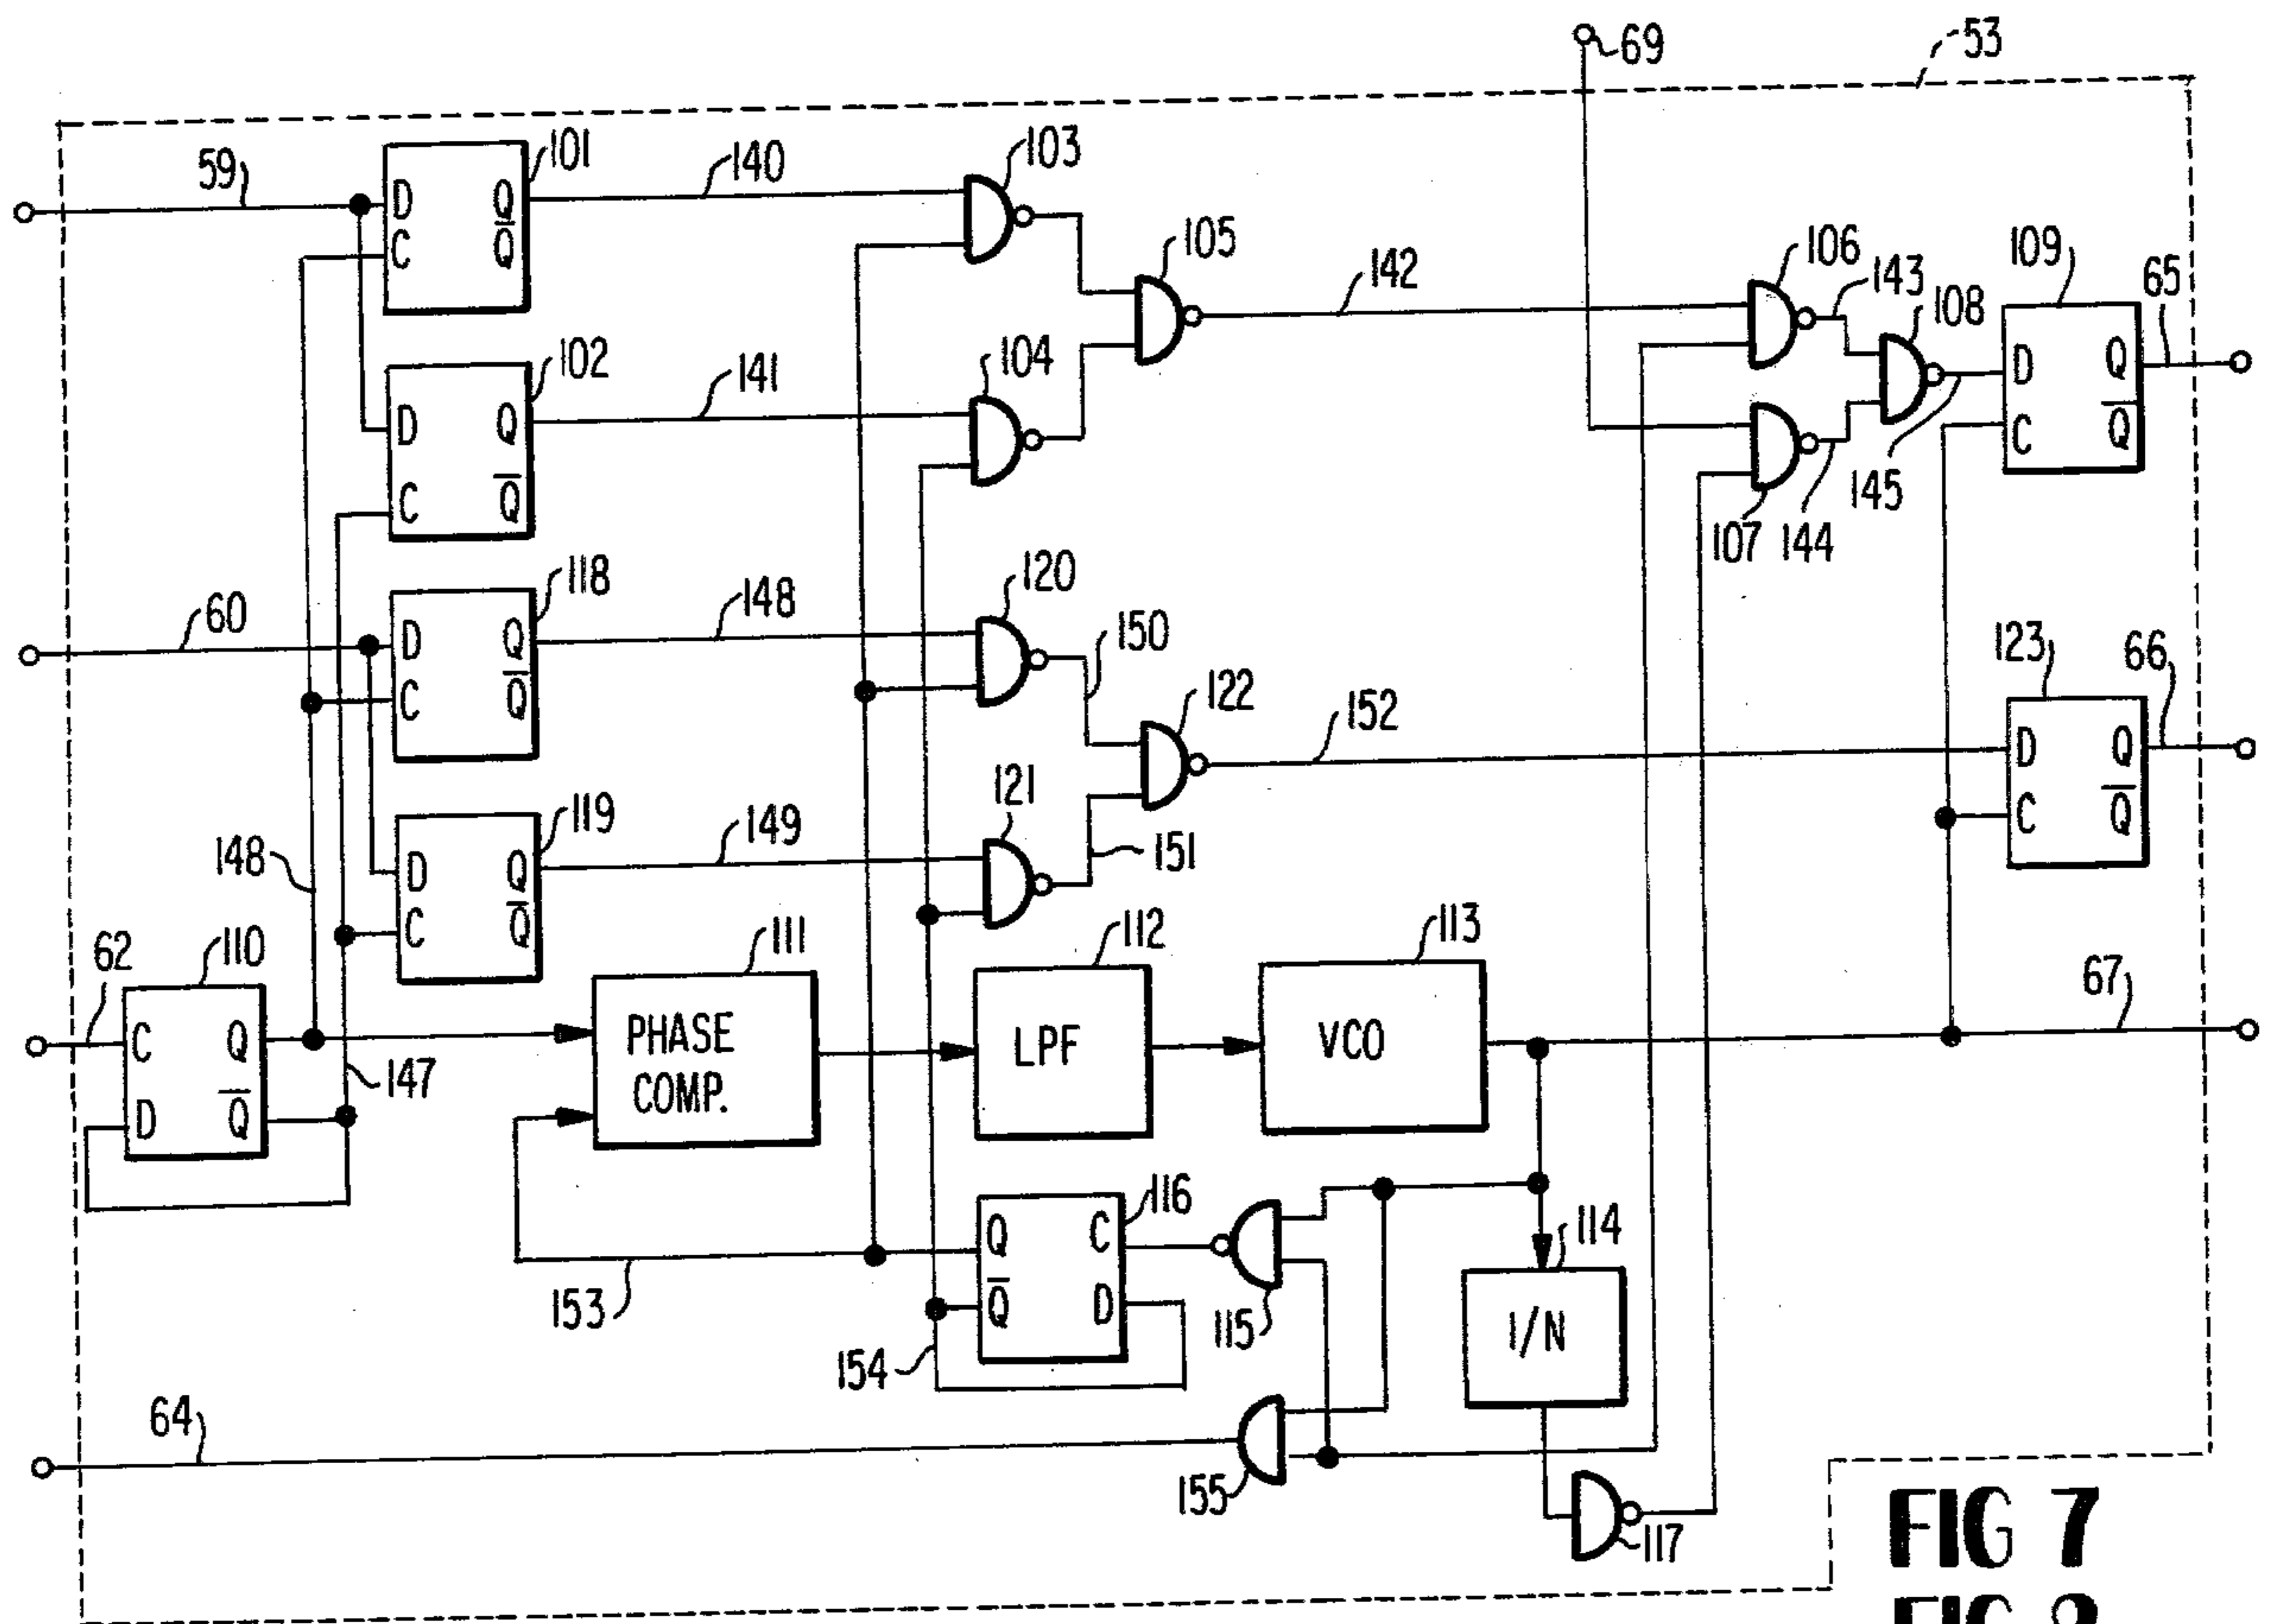 69
53
59
101
D
Q
C
Q̅
140
103
105
142
106
143
108
109
65
D
Q
C
Q̅
102
D
Q
C
Q̅
141
104
107
144
145
60
118
D
Q
C
Q̅
148
120
150
122
152
123
66
D
Q
C
Q̅
119
D
Q
C
Q̅
149
121
151
148
62
110
C
Q
D
Q̅
147
111
PHASE
COMP.
112
LPF
113
VCO
67
153
116
Q
C
Q̅
D
154
115
114
1/N
64
155
117
FIG 7